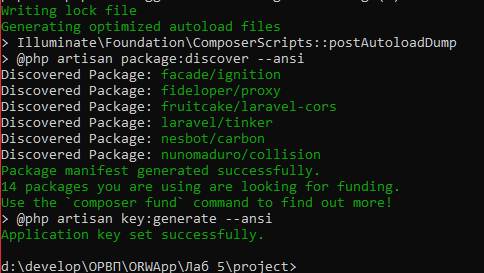 Writing lock file
Generating optimized autoload files
> Illuminate\Foundation\ComposerScripts::postAutoloadDump
> @php artisan package:discover --ansi
Discovered Package: facade/ignition
Discovered Package: fideloper/proxy
Discovered Package: fruitcake/laravel-cors
Discovered Package: laravel/tinker
Discovered Package: nesbot/carbon
Discovered Package: nunomaduro/collision
Package manifest generated successfully.
14 packages you are using are looking for funding.
Use the `composer fund` command to find out more!
> @php artisan key:generate --ansi
Application key set successfully.
d:\develop\ОРВП\ORWApp\Лаб 5\project>